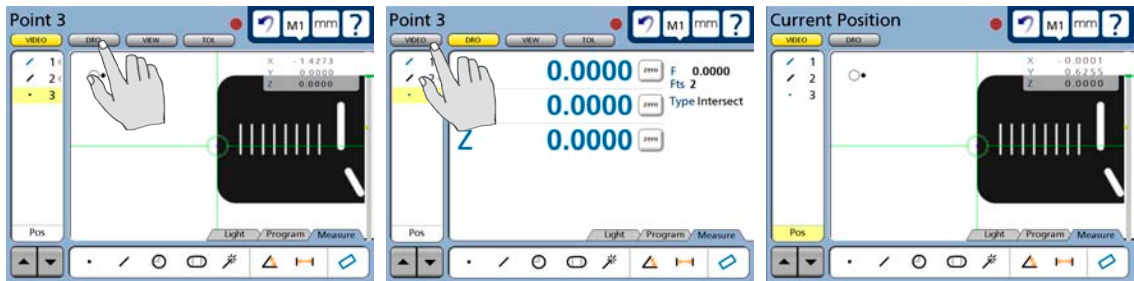 Point 3
M1 mm ?
VIDEO DRO VIEW TOL
1
2
3
X - 1.4273
Y 0.0000
Z 0.0000
Pos
Light Program Measure
Point 3
M1 mm ?
VIDEO DRO VIEW TOL
1
0.0000 zero
0.0000 zero
Z 0.0000 zero
F 0.0000
Fts 2
Type Intersect
Pos
Light Program Measure
Current Position
M1 mm ?
VIDEO DRO
1
2
3
X - 0.0001
Y 0.6255
Z 0.0000
Pos
Light Program Measure